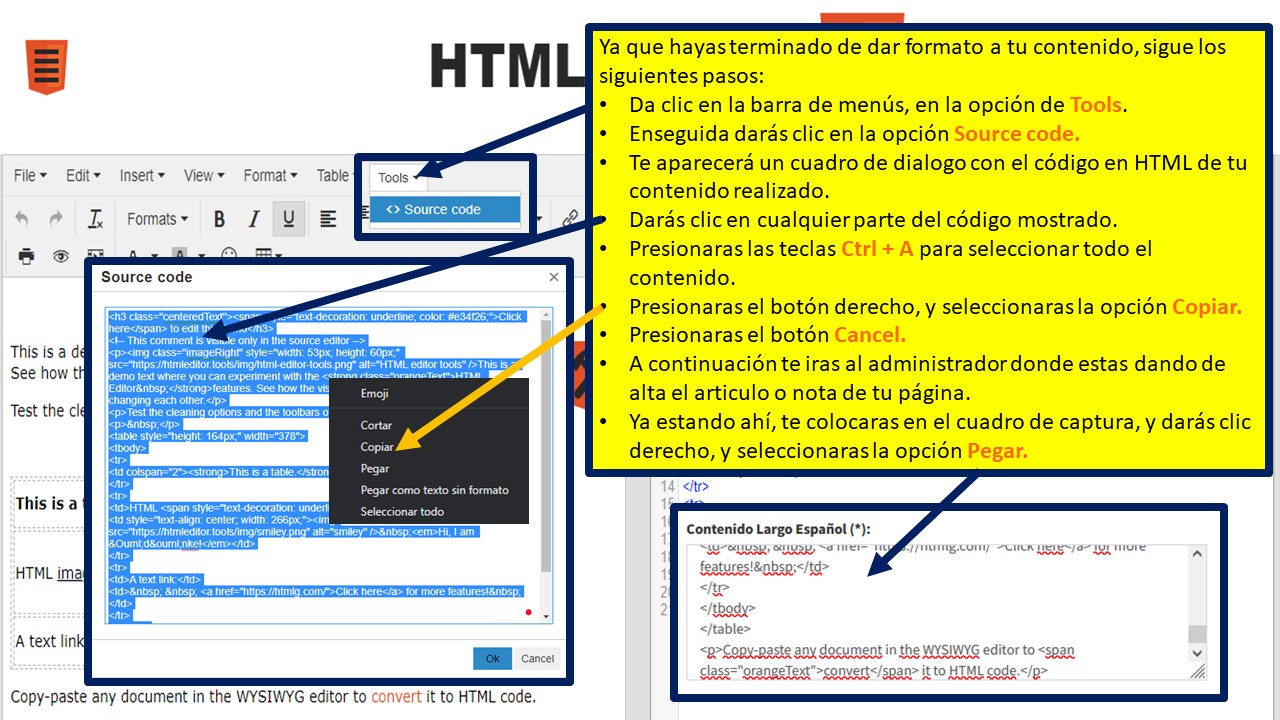 HTML
Ya que hayas terminado de dar formato a tu contenido, sigue los
siguientes pasos:
• Da clic en la barra de menús, en la opción de Tools.
• Enseguida darás clic en la opción Source code.
• Te aparecerá un cuadro de dialogo con el código en HTML de tu
contenido realizado.
• Darás clic en cualquier parte del código mostrado.
• Presionaras las teclas Ctrl + A para seleccionar todo el
contenido.
• Presionaras el botón derecho, y seleccionaras la opción Copiar.
• Presionaras el botón Cancel.
• A continuación te iras al administrador donde estas dando de
alta el articulo o nota de tu página.
• Ya estando ahí, te colocaras en el cuadro de captura, y darás clic
derecho, y seleccionaras la opción Pegar.
File Edit Insert View Format Table Tools
<> Source code
Formats B I U
A A
Source code ×
<h3 class="centeredText"><span style="text-decoration: underline; color: #e34f26;">Click
here</span> to edit th
</h3>
<!-- This comment is visible only in the source editor -->
<p><img class="imageRight" style="width: 53px; height: 60px;"
src="https://htmleditor.tools/img/html-editor-tools.png" alt="HTML editor tools" />This is a
demo text where you can experiment with the <strong class="orangeText">HTML
Editor&nbsp;</strong>features. See how the vis
changing each other.</p>
<p>Test the cleaning options and the toolbars o
<p>&nbsp;</p>
<table style="height: 164px;" width="378">
<tbody>
<tr>
<td colspan="2"><strong>This is a table.</stron
</tr>
<tr>
<td>HTML <span style="text-decoration: underli
<td style="text-align: center; width: 266px;"><im
src="https://htmleditor.tools/img/smiley.png" alt="smiley" />&nbsp;<em>Hi, I am
&Ouml;d&ouml;nke!</em></td>
</tr>
<tr>
<td>A text link:</td>
<td>&nbsp; &nbsp; <a href="https://htmlg.com/">Click here</a> for more features!&nbsp;
</td>
</tr>
Emoji
Cortar
Copiar
Pegar
Pegar como texto sin formato
Seleccionar todo
Ok Cancel
This is a de
See how th
Test the cle
This is a t
HTML ima
A text link
Copy-paste any document in the WYSIWYG editor to convert it to HTML code.
14 </tr>
15
16
17
18
19
20
2
Contenido Largo Español (*):
<td>&nbsp; &nbsp; <a href="https://htmlg.com/">Click here</a> for more
features!&nbsp;</td>
</tr>
</tbody>
</table>
<p>Copy-paste any document in the WYSIWYG editor to <span
class="orangeText">convert</span> it to HTML code.</p>